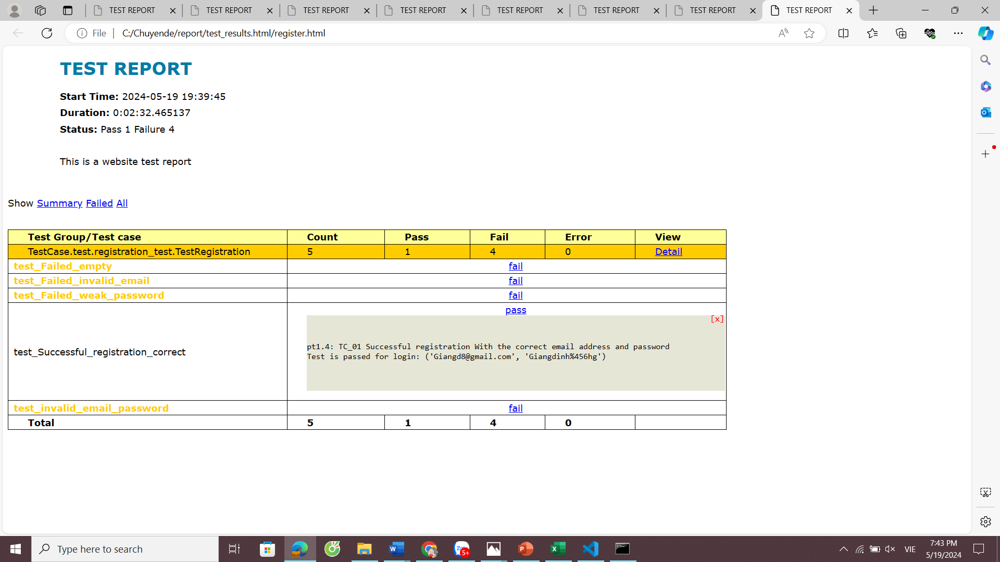 TEST REPORT
TEST REPORT
TEST REPORT
TEST REPORT
TEST REPORT
TEST REPORT
TEST REPORT
TEST REPORT
File
C:/Chuyende/report/test_results.html/register.html
TEST REPORT
Start Time: 2024-05-19 19:39:45
Duration: 0:02:32.465137
Status: Pass 1 Failure 4
This is a website test report
Show Summary Failed All
Test Group/Test case Count Pass Fail Error View
TestCase.test.registration_test.TestRegistration 5 1 4 0 Detail
test_Failed_empty fail
test_Failed_invalid_email fail
test_Failed_weak_password fail
pass
[x]
pt1.4: TC_01 Successful registration With the correct email address and password
test_Successful_registration_correct
Test is passed for login: ('Giangd8@gmail.com', 'Giangdinh%456hg')
test_invalid_email_password fail
Total 5 1 4 0
Type here to search
5+
VIE
7:43 PM
5/19/2024